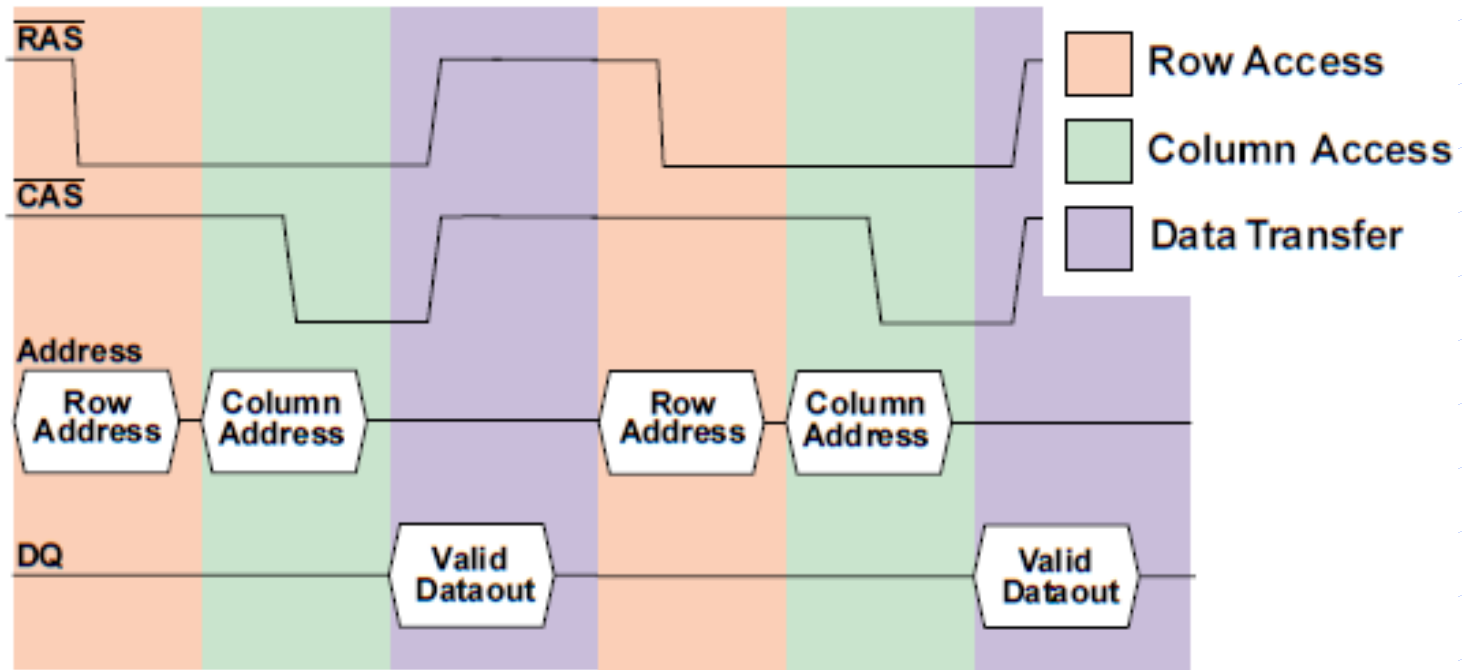 RAS
Row Access
Column Access
CAS
Data Transfer
Address
Row
Address
Column
Address
Row
Address
Column
Address
DQ
Valid
Dataout
Valid
Dataout